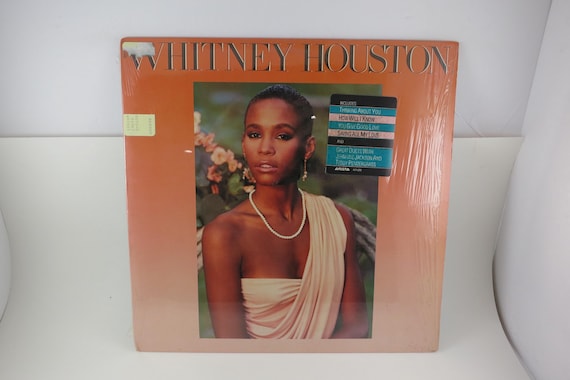 WHITNEY HOUSTON
INCLUDES
THINKING ABOUT YOU
HOW WILL I KNOW
YOU GIVE GOOD LOVE
SAVING ALL MY LOVE
AND
GREAT DUETS WITH
JERMAINE JACKSON AND
TEDDY PENDERGRASS
ARISTA